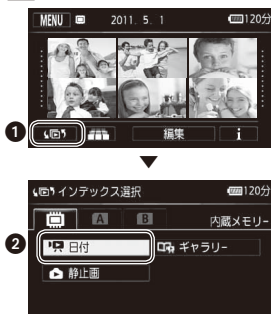 MENU 2011. 5. 1 120分
❶ 編集 i
❷
インデックス選択 120分
A B 内蔵メモリー
日付 ギャラリー
静止画